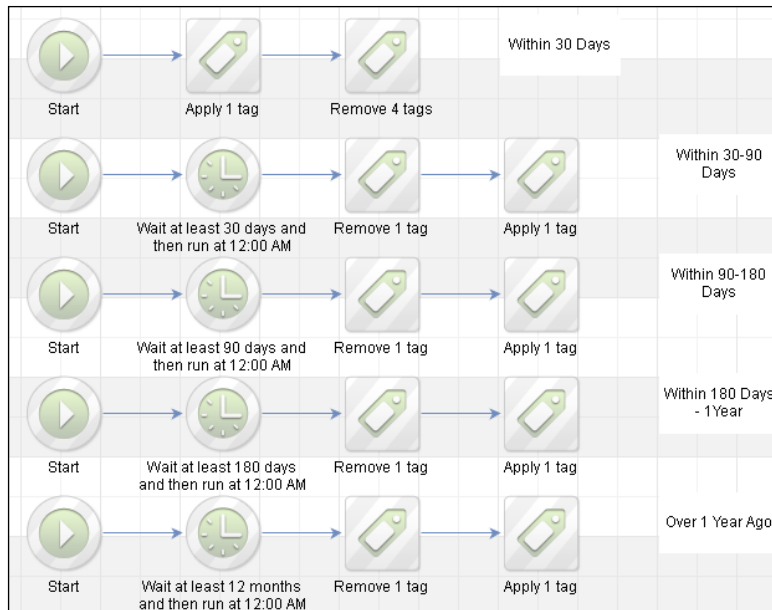 Within 30 Days
Start
Apply 1 tag
Remove 4 tags
Within 30-90
Days
Start
Wait at least 30 days and
then run at 12:00 AM
Remove 1 tag
Apply 1 tag
Within 90-180
Days
Start
Wait at least 90 days and
then run at 12:00 AM
Remove 1 tag
Apply 1 tag
Within 180 Days
- 1Year
Start
Wait at least 180 days
and then run at 12:00 AM
Remove 1 tag
Apply 1 tag
Over 1 Year Ago
Start
Wait at least 12 months
and then run at 12:00 AM
Remove 1 tag
Apply 1 tag